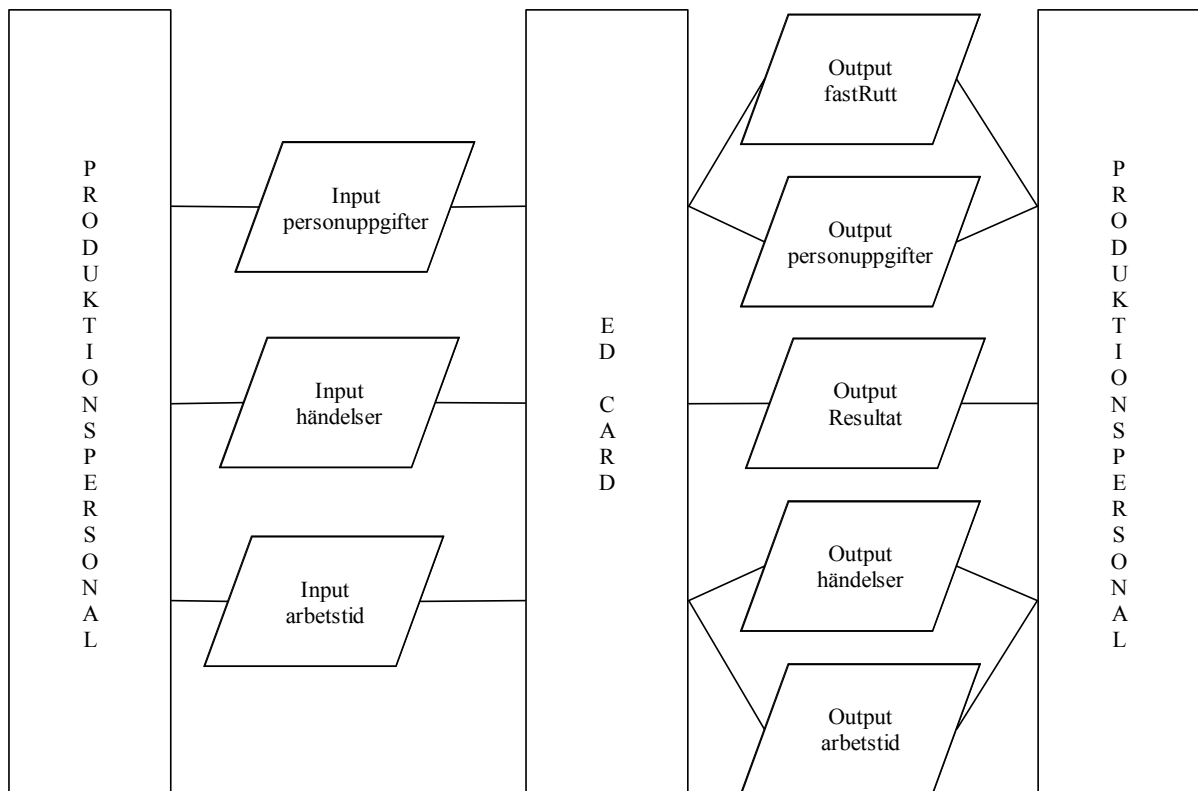 PRODUKTIONSPERSONAL
Input
personuppgifter
Input
händelser
Input
arbetstid
ED CARD
Output
fastRutt
Output
personuppgifter
Output
Resultat
Output
händelser
Output
arbetstid
PRODUKTIONSPERSONAL